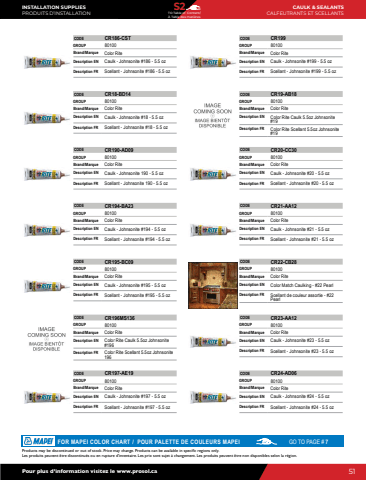 INSTALLATION SUPPLIES
PRODUITS D'INSTALLATION
S2
CAULK & SEALANTS
CALFEUTRANTS ET SCELLANTS
CODE CR186-CST
GROUP 80100
Brand/Marque Color Rite
Description EN Caulk - Johnsonite #186 - 5.5 oz
Description FR Scellant - Johnsonite #186 - 5.5 oz
CODE CR199
GROUP 80100
Brand/Marque Color Rite
Description EN Caulk - Johnsonite #199 - 5.5 oz
Description FR Scellant - Johnsonite #199 - 5.5 oz
CODE CR18-BD14
GROUP 80100
Brand/Marque Color Rite
Description EN Caulk - Johnsonite #18 - 5.5 oz
Description FR Scellant - Johnsonite #18 - 5.5 oz
IMAGE
COMING SOON
-
IMAGE BIENTÔT
DISPONIBLE
CODE CR19-AB18
GROUP 80100
Brand/Marque Color Rite
Description EN Color Rite Caulk 5.5oz Johnsonite
#19
Description FR Color Rite Scellent 5.5oz Johnsonite
#19
CODE CR190-AD09
GROUP 80100
Brand/Marque Color Rite
Description EN Caulk - Johnsonite 190 - 5.5 oz
Description FR Scellant - Johnsonite 190 - 5.5 oz
CODE CR20-CC38
GROUP 80100
Brand/Marque Color Rite
Description EN Caulk - Johnsonite #20 - 5.5 oz
Description FR Scellant - Johnsonite #20 - 5.5 oz
CODE CR194-BA23
GROUP 80100
Brand/Marque Color Rite
Description EN Caulk - Johnsonite #194 - 5.5 oz
Description FR Scellant - Johnsonite #194 - 5.5 oz
CODE CR21-AA12
GROUP 80100
Brand/Marque Color Rite
Description EN Caulk - Johnsonite #21 - 5.5 oz
Description FR Scellant - Johnsonite #21 - 5.5 oz
CODE CR195-BC09
GROUP 80100
Brand/Marque Color Rite
Description EN Caulk - Johnsonite #195 - 5.5 oz
Description FR Scellant - Johnsonite #195 - 5.5 oz
CODE CR22-CB28
GROUP 80100
Brand/Marque Color Rite
Description EN Color Match Caulking - #22 Pearl
Description FR Scellant de couleur assortie - #22
Pearl
IMAGE
COMING SOON
-
IMAGE BIENTÔT
DISPONIBLE
CODE CR196MS136
GROUP 80100
Brand/Marque Color Rite
Description EN Color Rite Caulk 5.5oz Johnsonite
#196
Description FR Color Rite Scellent 5.5oz Johnsonite
196
CODE CR23-AA12
GROUP 80100
Brand/Marque Color Rite
Description EN Caulk - Johnsonite #23 - 5.5 oz
Description FR Scellant - Johnsonite #23 - 5.5 oz
CODE CR197-AE19
GROUP 80100
Brand/Marque Color Rite
Description EN Caulk - Johnsonite #197 - 5.5 oz
Description FR Scellant - Johnsonite #197 - 5.5 oz
CODE CR24-AD08
GROUP 80100
Brand/Marque Color Rite
Description EN Caulk - Johnsonite #24 - 5.5 oz
Description FR Scellant - Johnsonite #24 - 5.5 oz
MAPEI FOR MAPEI COLOR CHART / POUR PALETTE DE COULEURS MAPEI GO TO PAGE # 7
Products may be discontinued or out of stock. Price may change. Products can be available in specific regions only.
Les produits peuvent être discontinués ou en rupture d'inventaire. Les prix sont sujet à changement. Les produits peuvent être non disponibles selon la région.
Pour plus d'information visitez le www.prosol.ca
51